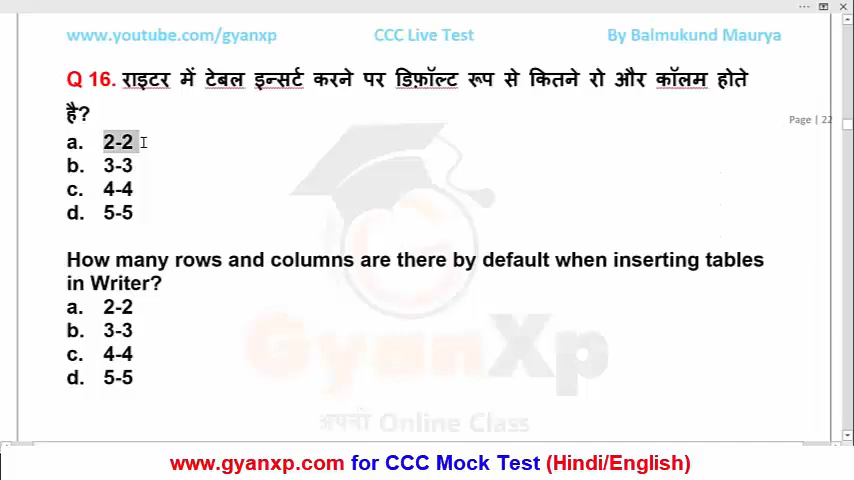 www.youtube.com/gyanxp CCC Live Test By Balmukund Maurya
Q 16. राइटर में टेबल इन्सर्ट करने पर डिफ़ॉल्ट रूप से कितने रो और कॉलम होते
है?
Page | 22
a. 2-2
b. 3-3
c. 4-4
d. 5-5
How many rows and columns are there by default when inserting tables
in Writer?
a. 2-2
b. 3-3
c. 4-4
d. 5-5
GyanXp
अपनो Online Class
www.gyanxp.com for CCC Mock Test (Hindi/English)